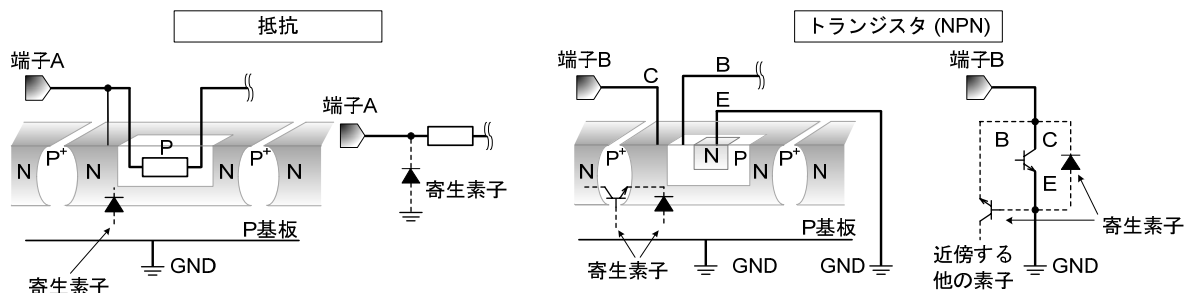 抵抗
トランジスタ (NPN)
端子A
端子A
N
P+
N
P
N
P+
N
寄生素子
P基板
GND
寄生素子
端子B
C
B
E
N
P+
N
P
N
P+
N
P基板
寄生素子
GND
GND
端子B
B
C
E
寄生素子
近傍する
他の素子
GND